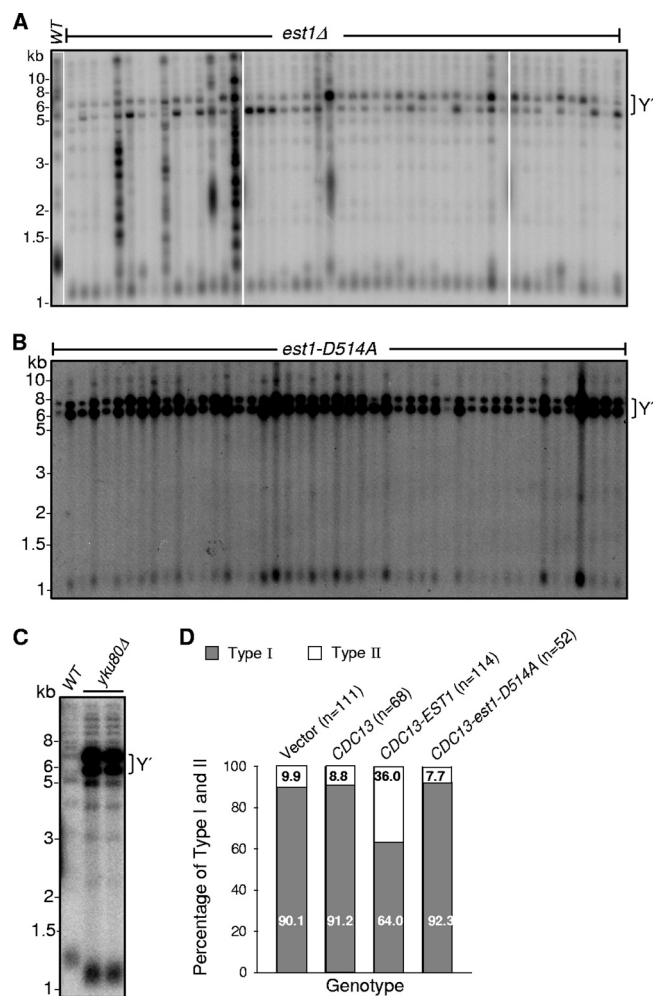 A
WT
est1Δ
kb
10-
8-
6-
5-
3-
2-
1.5-
1-
Y´
B
est1-D514A
kb
10-
8-
6-
5-
3-
2-
1.5-
1-
Y´
C
WT
yku80Δ
kb
8-
6-
5-
3-
2-
1.5-
1-
Y´
D
Type I
Type II
Vector (n=111)
CDC13 (n=68)
CDC13-EST1 (n=114)
CDC13-est1-D514A (n=52)
Percentage of Type I and II
100
80
60
40
20
0
9.9
8.8
36.0
7.7
90.1
91.2
64.0
92.3
Genotype